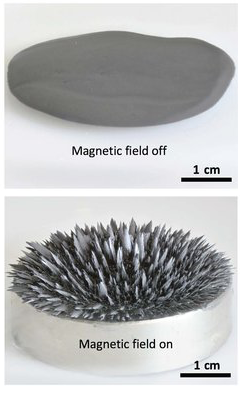 Magnetic field off
1 cm
Magnetic field on
1 cm